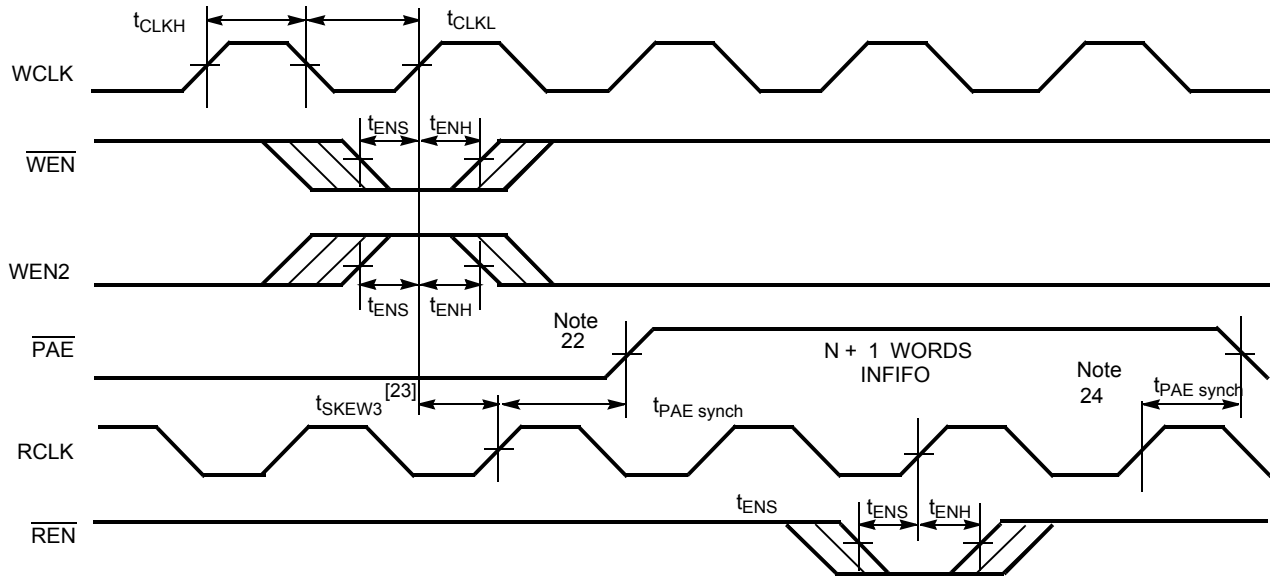 tCLKH
tCLKL
WCLK
tENS
tENH
WEN
WEN2
tENS
tENH
Note
22
PAE
N + 1 WORDS
INFIFO
Note
24
tSKEW3
[23]
tPAE synch
tPAE synch
RCLK
tENS
tENS
tENH
REN